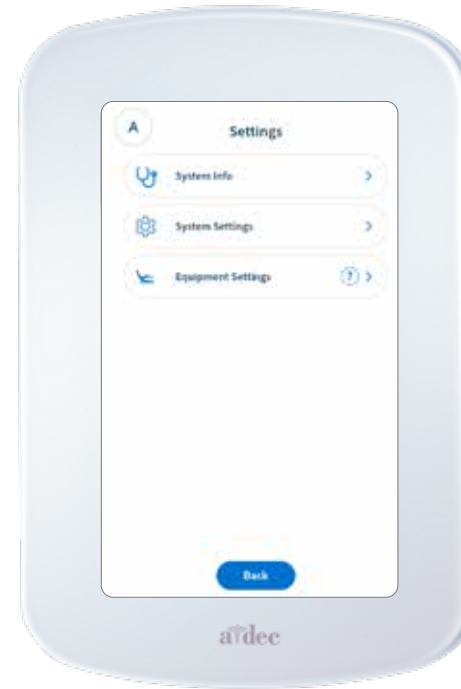 A
Settings
System Info
System Settings
Equipment Settings ?
Back
a-dec